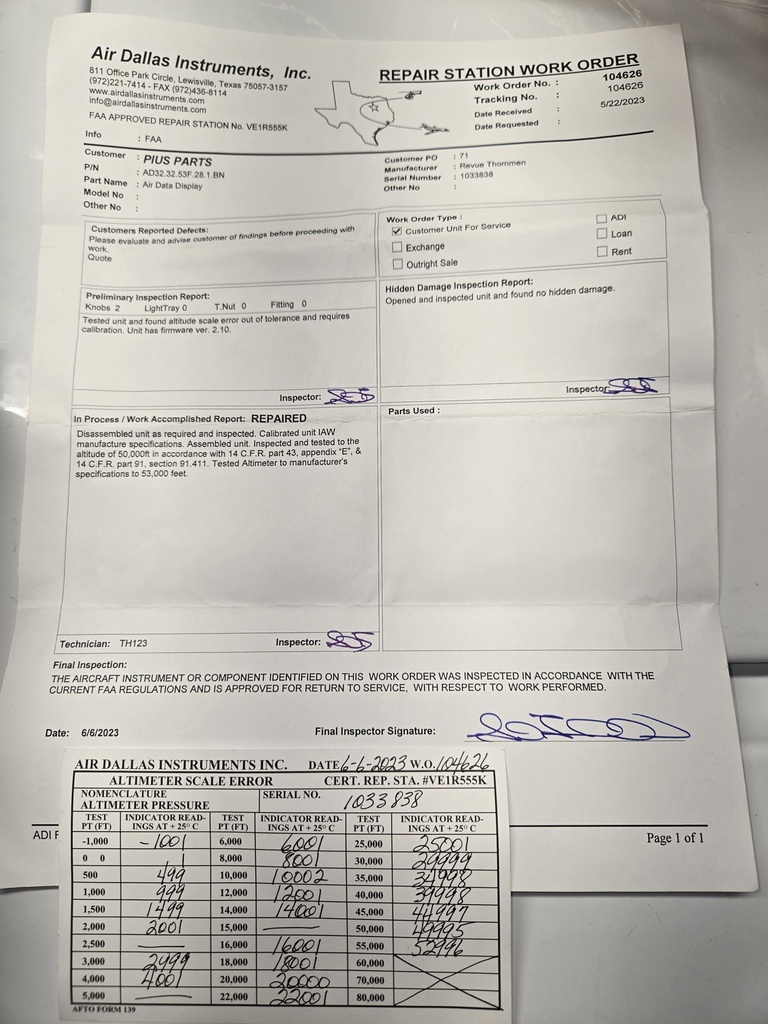 Air Dallas Instruments, Inc.
811 Office Park Circle, Lewisville, Texas 75057-3157
(972)221-7414 - FAX (972)436-8114
www.airdallasinstruments.com
info@airdallasinstruments.com
FAA APPROVED REPAIR STATION No. VE1R555K
REPAIR STATION WORK ORDER
Work Order No. : 104626
Tracking No. : 104626
Date Received : 5/22/2023
Date Requested :
Info : FAA
Customer : PIUS PARTS
P/N : AD32.32.53F.28.1.BN
Part Name : Air Data Display
Model No :
Other No :
Customer PO : 71
Manufacturer : Revue Thommen
Serial Number : 1033838
Other No :
Customers Reported Defects:
Please evaluate and advise customer of findings before proceeding with
work.
Quote
Work Order Type :
Customer Unit For Service
Exchange
Outright Sale
ADI
Loan
Rent
Preliminary Inspection Report:
Knobs 2 LightTray 0 T.Nut 0 Fitting 0
Tested unit and found altitude scale error out of tolerance and requires
calibration. Unit has firmware ver. 2.10.
Inspector:
Hidden Damage Inspection Report:
Opened and inspected unit and found no hidden damage.
Inspector:
In Process / Work Accomplished Report: REPAIRED
Disassembled unit as required and inspected. Calibrated unit IAW
manufacture specifications. Assembled unit. Inspected and tested to the
altitude of 50,000ft in accordance with 14 C.F.R. part 43, appendix "E", &
14 C.F.R. part 91, section 91.411. Tested Altimeter to manufacturer's
specifications to 53,000 feet.
Parts Used :
Technician: TH123 Inspector:
Final Inspection:
THE AIRCRAFT INSTRUMENT OR COMPONENT IDENTIFIED ON THIS WORK ORDER WAS INSPECTED IN ACCORDANCE WITH THE
CURRENT FAA REGULATIONS AND IS APPROVED FOR RETURN TO SERVICE, WITH RESPECT TO WORK PERFORMED.
Date: 6/6/2023 Final Inspector Signature:
ADI F
Page 1 of 1
AIR DALLAS INSTRUMENTS INC. DATE 6-6-2023 W.O. 104626
ALTIMETER SCALE ERROR CERT. REP. STA. #VE1R555K
NOMENCLATURE
ALTIMETER PRESSURE
SERIAL NO. 1033838
TEST PT (FT) INDICATOR READINGS AT + 25° C TEST PT (FT) INDICATOR READINGS AT + 25° C TEST PT (FT) INDICATOR READINGS AT + 25° C
-1,000 -1001 6,000 6001 25,000 25001
0 0 1 8,000 8001 30,000 29999
500 499 10,000 10002 35,000 34998
1,000 999 12,000 12001 40,000 39998
1,500 1499 14,000 14001 45,000 44997
2,000 2001 15,000 — 50,000 49995
2,500 — 16,000 16001 55,000 52996
3,000 2999 18,000 18001 60,000
4,000 4001 20,000 20000 70,000
5,000 — 22,000 22001 80,000
AFTO FORM 139